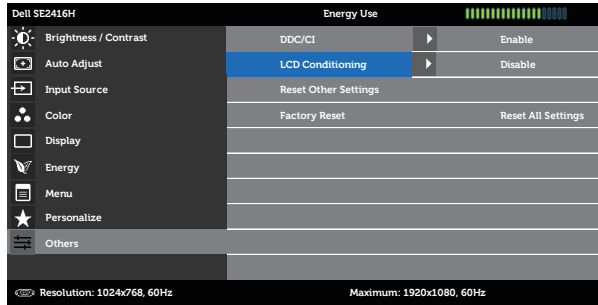 Dell SE2416H Energy Use
Brightness / Contrast DDC/CI Enable
Auto Adjust LCD Conditioning Disable
Input Source Reset Other Settings
Color Factory Reset Reset All Settings
Display
Energy
Menu
Personalize
Others
Resolution: 1024x768, 60Hz Maximum: 1920x1080, 60Hz